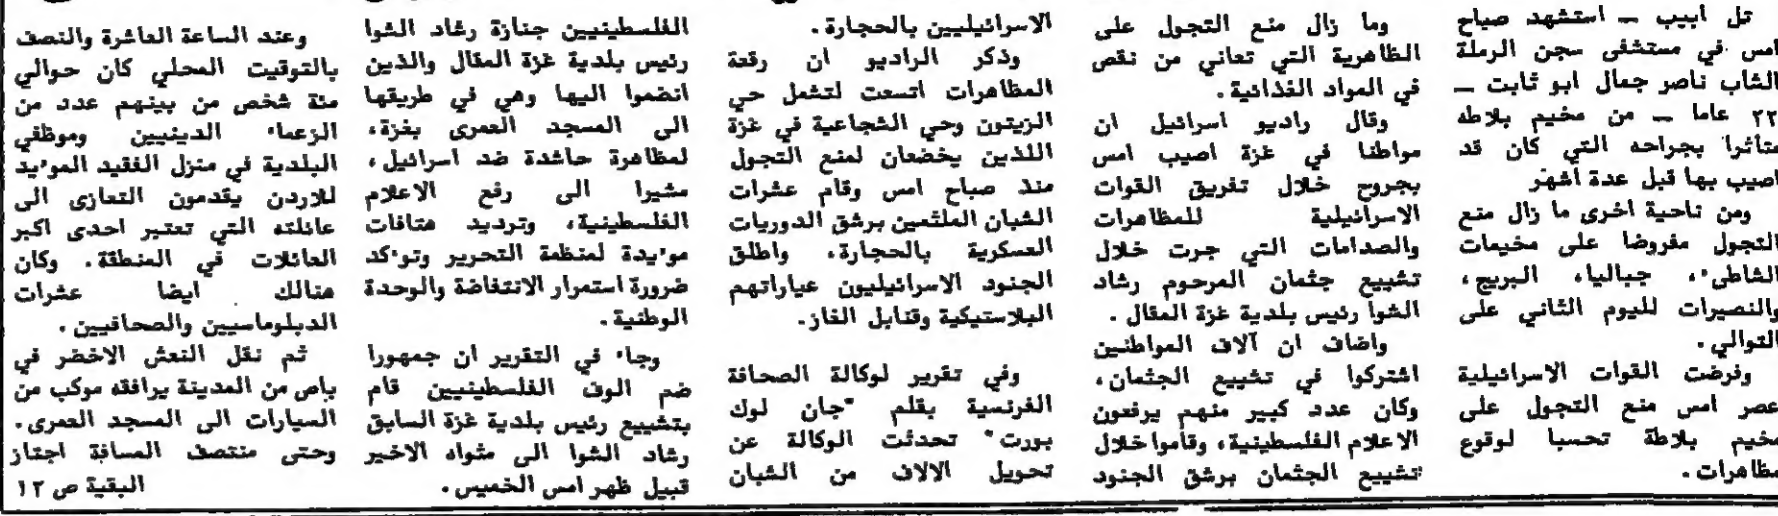 تل ابيب ــ استشهد صباح
امس في مستشفى سجن الرملة
الشاب ناصر جمال ابو ثابت ــ
٢٢ عاما ــ من مخيم بلاطه
متأثرا بجراحه التي كان قد
اصيب بها قبل عدة اشهر
ومن ناحية اخرى ما زال منع
التجول مفروضا على مخيمات
الشاطىء، جباليا، البريج،
والنصيرات لليوم الثاني على
التوالي.
وفرضت القوات الاسرائيلية
عصر امس منع التجول على
مخيم بلاطة تحسبا لوقوع
مظاهرات.
وما زال منع التجول على
الظاهرية التي تعاني من نقص
في المواد الغذائية.
وقال راديو اسرائيل ان
مواطنا في غزة اصيب امس
بجروح خلال تفريق القوات
الاسرائيلية للمظاهرات
والصدامات التي جرت خلال
تشييع جثمان المرحوم رشاد
الشوا رئيس بلدية غزة المقال.
واضاف ان آلاف المواطنين
اشتركوا في تشييع الجثمان،
وكان عدد كبير منهم يرفعون
الاعلام الفلسطينية، وقاموا خلال
تشييع الجثمان برشق الجنود
الاسرائيليين بالحجارة.
وذكر الراديو ان رقعة
المظاهرات اتسعت لتشمل حي
الزيتون وحي الشجاعية في غزة
اللذين يخضعان لمنع التجول
منذ صباح امس وقام عشرات
الشبان الملثمين برشق الدوريات
العسكرية بالحجارة، واطلق
الجنود الاسرائيليون عياراتهم
البلاستيكية وقنابل الغاز.
وفي تقرير لوكالة الصحافة
الفرنسية بقلم "جان لوك
بورت" تحدثت الوكالة عن
تحويل الالاف من الشبان
الفلسطينيين جنازة رشاد الشوا
رئيس بلدية غزة المقال والذين
انضموا اليها وهي في طريقها
الى المسجد العمرى بغزة،
لمظاهرة حاشدة ضد اسرائيل،
مشيرا الى رفع الاعلام
الفلسطينية، وترديد هتافات
موءيدة لمنظمة التحرير وتوءكد
ضرورة استمرار الانتفاضة والوحدة
الوطنية.
وجاء في التقرير ان جمهورا
ضم الوف الفلسطينيين قام
بتشييع رئيس بلدية غزة السابق
رشاد الشوا الى مثواه الاخير
قبيل ظهر امس الخميس.
وعند الساعة العاشرة والنصف
بالتوقيت المحلي كان حوالي
مئة شخص من بينهم عدد من
الزعماء الدينيين وموظفي
البلدية في منزل الفقيد الموءيد
للاردن يقدمون التعازى الى
عائلته التي تعتبر احدى اكبر
العائلات في المنطقة. وكان
هنالك ايضا عشرات
الدبلوماسيين والصحافيين.
ثم نقل النعش الاخضر في
باص من المدينة يرافقه موكب من
السيارات الى المسجد العمرى.
وحتى منتصف المسافة اجتاز
البقية ص ١٢